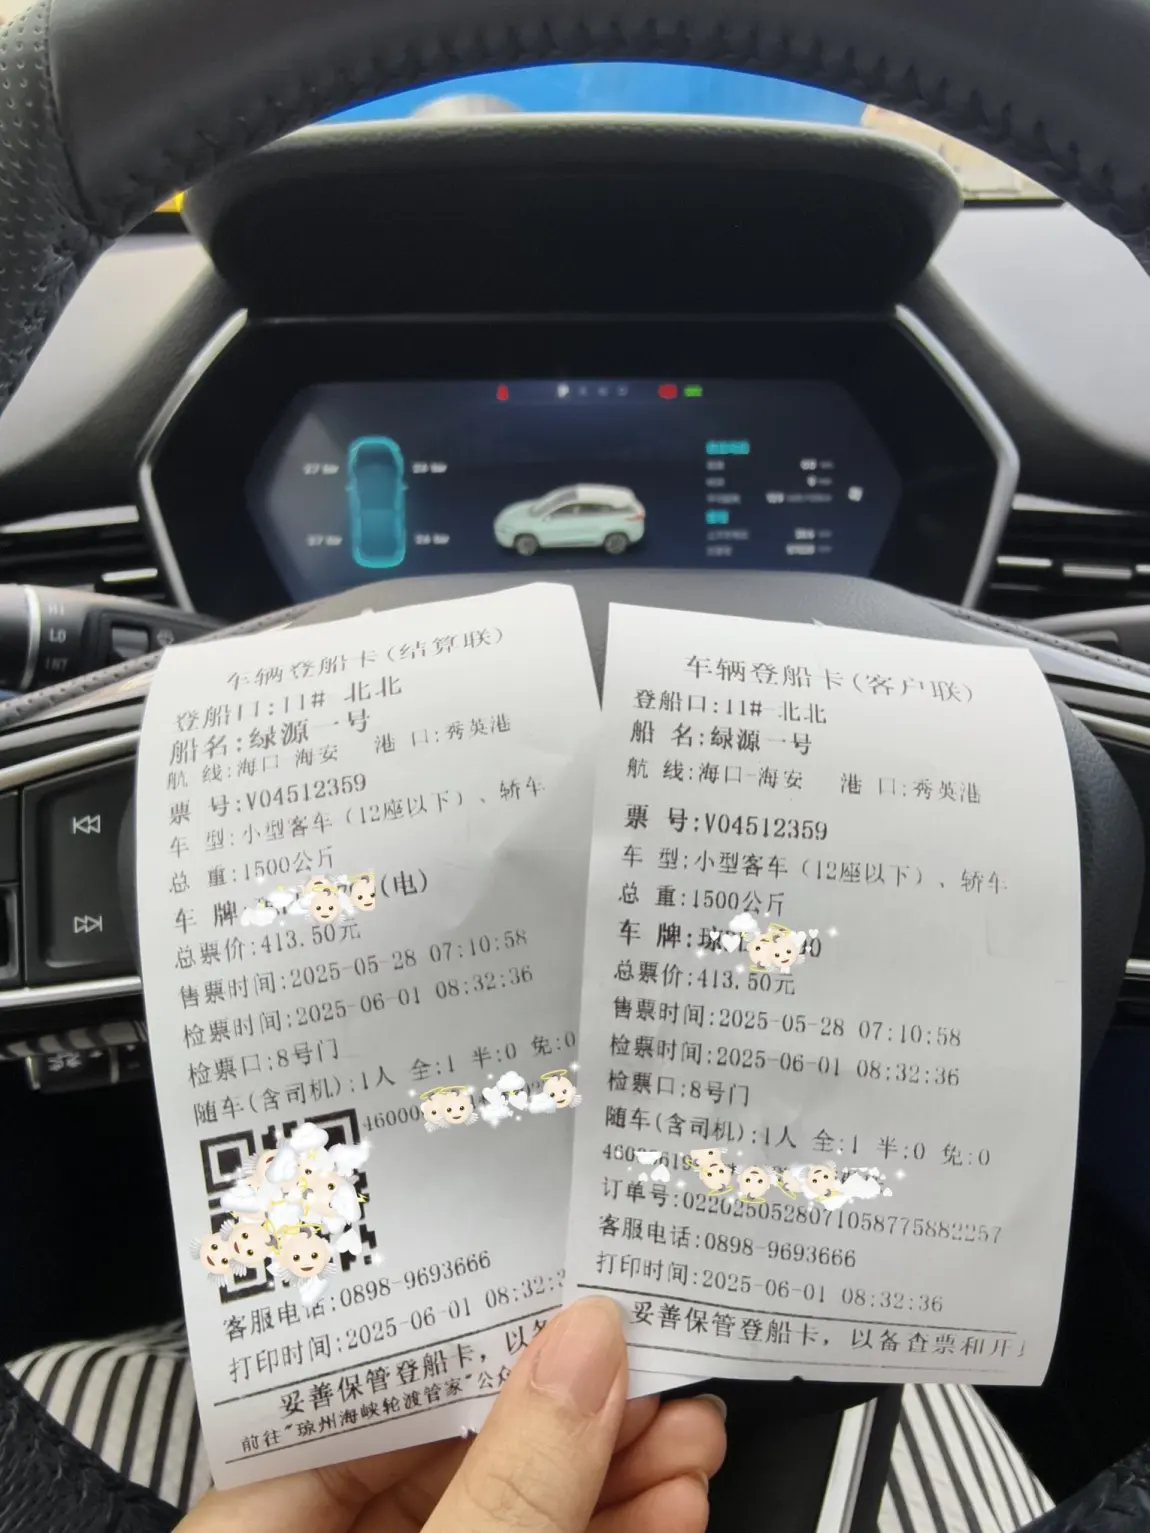 HI
LO
INT
车辆登船卡(结算联)
登船口:11# 北北
船名:绿源一号
航 线:海口 海安 港 口:秀英港
票 号:V04512359
车 型:小型客车（12座以下）、轿车
总 重:1500公斤
车 牌 (电)
总票价:413.50元
售票时间:2025-05-28 07:10:58
检票时间:2025-06-01 08:32:36
检票口:8号门
随车(含司机):1人 全:1 半:0 免:0
46000
客服电话:0898-9693666
打印时间:2025-06-01 08:32:3
妥善保管登船卡，以备
前往"琼州海峡轮渡管家"公众
车辆登船卡(客户联)
登船口:11#-北北
船 名:绿源一号
航 线:海口-海安 港 口:秀英港
票 号:V04512359
车 型:小型客车（12座以下）、轿车
总 重:1500公斤
车 牌:琼
总票价:413.50元
售票时间:2025-05-28 07:10:58
检票时间:2025-06-01 08:32:36
检票口:8号门
随车(含司机):1人 全:1 半:0 免:0
订单号:0220250528071058775882257
客服电话:0898-9693666
打印时间:2025-06-01 08:32:36
妥善保管登船卡，以备查票和开